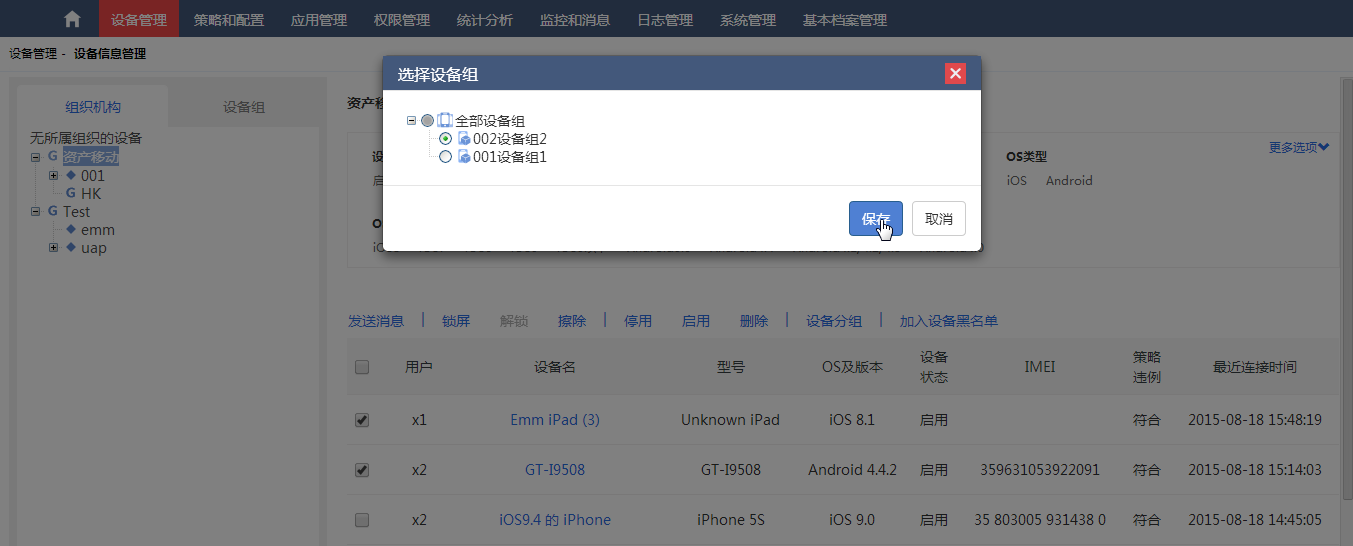 设备管理 策略和配置 应用管理 权限管理 统计分析 监控和消息 日志管理 系统管理 基本档案管理
设备管理 - 设备信息管理
选择设备组
全部设备组
002设备组2
001设备组1
保存 取消
组织机构 设备组
无所属组织的设备
资产移动
001
HK
Test
emm
uap
资产移
更多选项
OS类型
iOS Android
发送消息 | 锁屏 解锁 擦除 | 停用 启用 删除 | 设备分组 | 加入设备黑名单
用户 设备名 型号 OS及版本 设备状态 IMEI 策略违例 最近连接时间
x1 Emm iPad (3) Unknown iPad iOS 8.1 启用 符合 2015-08-18 15:48:19
x2 GT-I9508 GT-I9508 Android 4.4.2 启用 359631053922091 符合 2015-08-18 15:14:03
x2 iOS9.4 的 iPhone iPhone 5S iOS 9.0 启用 35 803005 931438 0 符合 2015-08-18 14:45:05